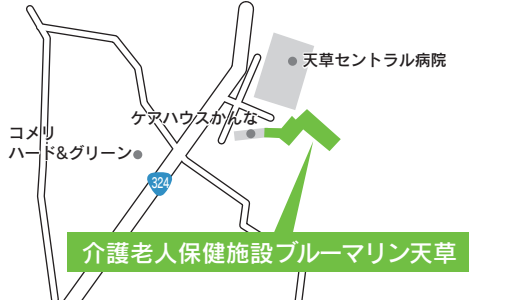 天草セントラル病院
ケアハウスかんな
コメリ
ハード&グリーン
324
介護老人保健施設ブルーマリン天草